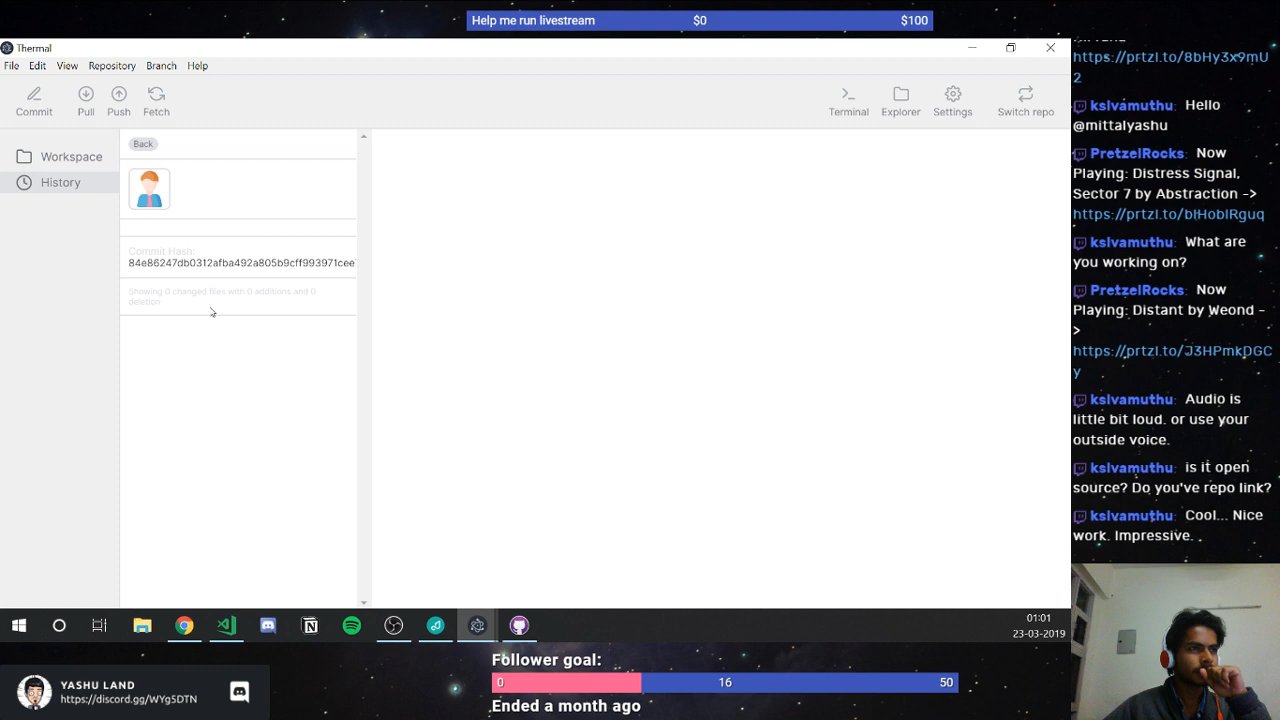 Help me run livestream $0 $100
Thermal
File Edit View Repository Branch Help
Commit Pull Push Fetch Terminal Explorer Settings Switch repo
Workspace
History
Back
Commit Hash:
84e86247db0312afba492a805b9cff993971cee
Showing 0 changed files with 0 additions and 0
deletion
https://prtzl.to/8bHy3x9mU
2
kslvamuthu: Hello
@mittalyashu
PretzelRocks: Now
Playing: Distress Signal,
Sector 7 by Abstraction ->
https://prtzl.to/blHobIRguq
kslvamuthu: What are
you working on?
PretzelRocks: Now
Playing: Distant by Weond -
>
https://prtzl.to/J3HPmkDGC
y
kslvamuthu: Audio is
little bit loud. or use your
outside voice.
kslvamuthu: is it open
source? Do you've repo link?
kslvamuthu: Cool... Nice
work. Impressive.
01:01
23-03-2019
YASHU LAND
https://discord.gg/WYg5DTN
Follower goal:
0 16 50
Ended a month ago